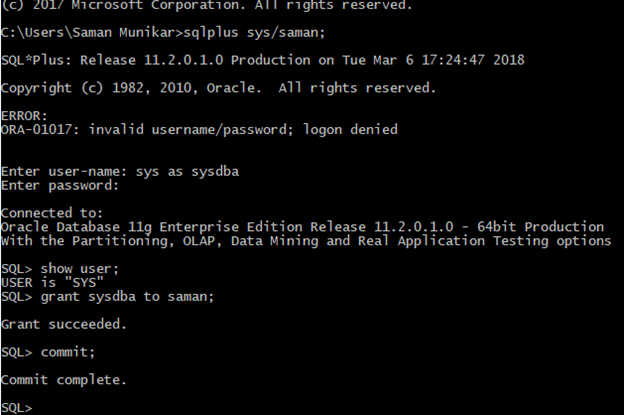 (c) 2017 Microsoft Corporation. All rights reserved.
C:\Users\Saman Munikar>sqlplus sys/saman;
SQL*Plus: Release 11.2.0.1.0 Production on Tue Mar 6 17:24:47 2018
Copyright (c) 1982, 2010, Oracle.  All rights reserved.
ERROR:
ORA-01017: invalid username/password; logon denied
Enter user-name: sys as sysdba
Enter password:
Connected to:
Oracle Database 11g Enterprise Edition Release 11.2.0.1.0 - 64bit Production
With the Partitioning, OLAP, Data Mining and Real Application Testing options
SQL> show user;
USER is "SYS"
SQL> grant sysdba to saman;
Grant succeeded.
SQL> commit;
Commit complete.
SQL>